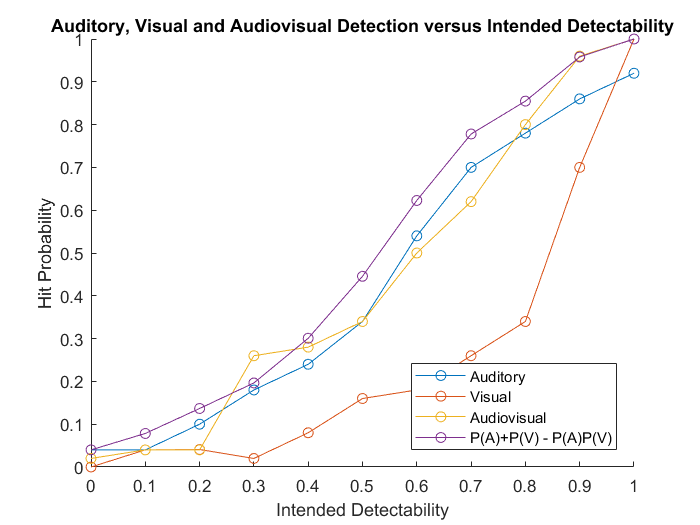 Auditory, Visual and Audiovisual Detection versus Intended Detectability
1
0.9
0.8
0.7
0.6
0.5
0.4
0.3
0.2
0.1
0
Hit Probability
Auditory
Visual
Audiovisual
P(A)+P(V) - P(A)P(V)
0 0.1 0.2 0.3 0.4 0.5 0.6 0.7 0.8 0.9 1
Intended Detectability